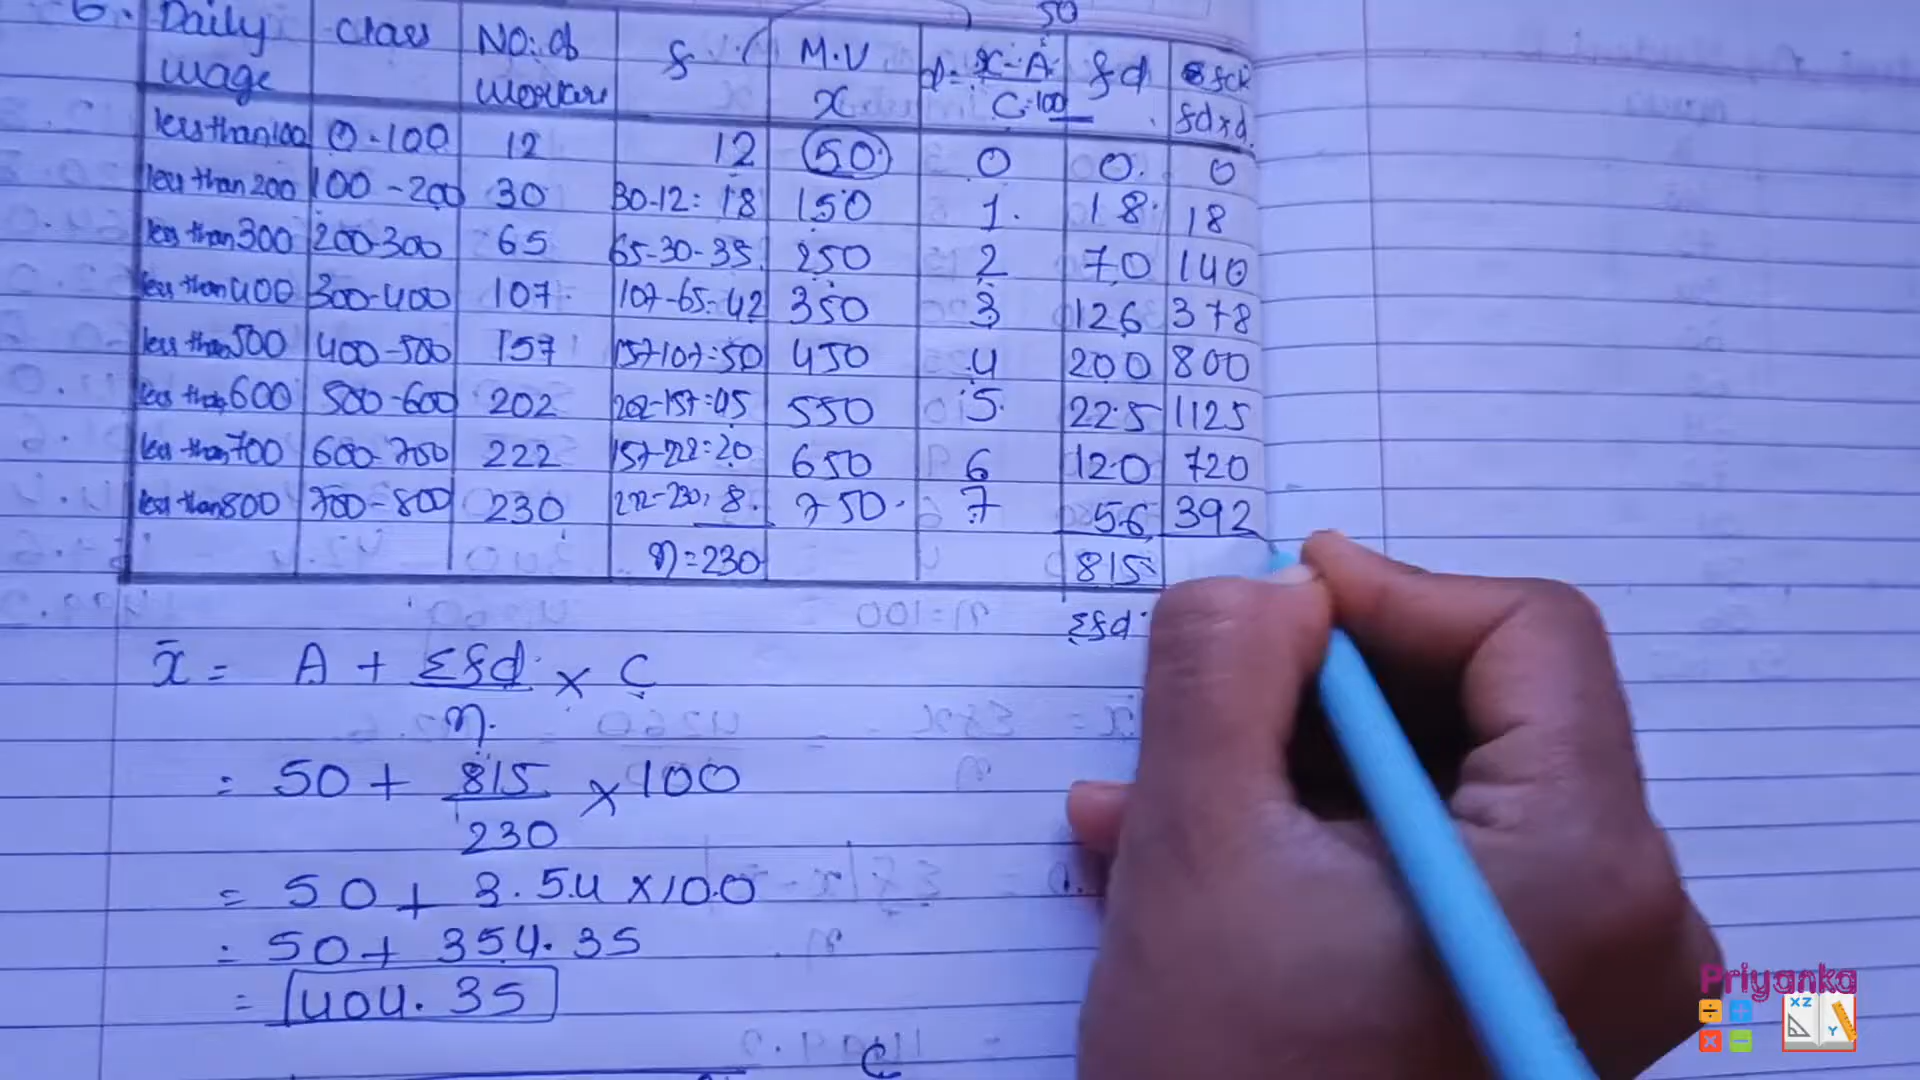 50
6. Daily wage | Class | No: of workers | f | M.V x | d = x-A / C=100 | fd | fd x d
less than 100 | 0-100 | 12 | 12 | 50 | 0 | 0 | 0
less than 200 | 100-200 | 30 | 30-12=18 | 150 | 1 | 18 | 18
less than 300 | 200-300 | 65 | 65-30-35 | 250 | 2 | 70 | 140
less than 400 | 300-400 | 107 | 107-65=42 | 350 | 3 | 126 | 378
less than 500 | 400-500 | 157 | 157-107=50 | 450 | 4 | 200 | 800
less than 600 | 500-600 | 202 | 202-157=45 | 550 | 5 | 225 | 1125
less than 700 | 600-700 | 222 | 157-222=20 | 650 | 6 | 120 | 720
less than 800 | 700-800 | 230 | 222-230, 8 | 750 | 7 | 56 | 392
n=230 | 815
Σfd
x̄ = A + Σfd / n × C
= 50 + 815 / 230 × 100
= 50 + 3.54 × 100
= 50 + 354.35
= 404.35
C
Priyanka
XZ
Y